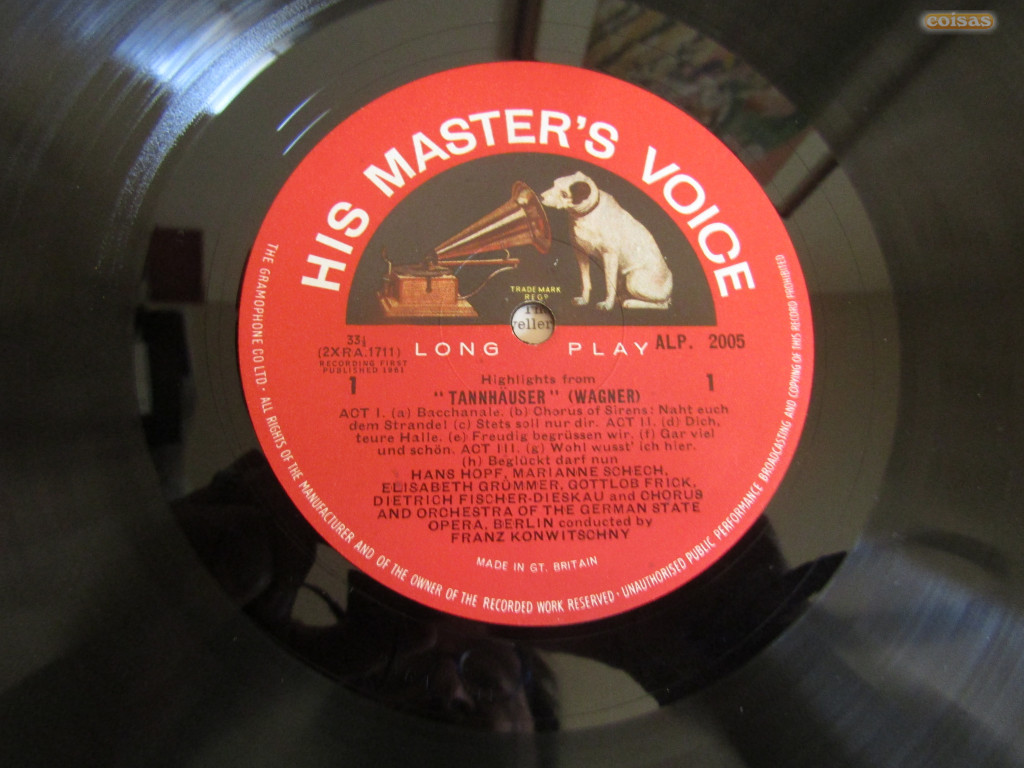 coisas
HIS MASTER'S VOICE
TRADE MARK
REGD
veller
33⅓
(2XRA.1711)
RECORDING FIRST
PUBLISHED 1961
LONG PLAY
ALP. 2005
1
1
Highlights from
"TANNHÄUSER" (WAGNER)
ACT I. (a) Bacchanale. (b) Chorus of Sirens: Naht euch
dem Strande! (c) Stets soll nur dir. ACT II. (d) Dich,
teure Halle. (e) Freudig begrüssen wir. (f) Gar viel
und schön. ACT III. (g) Wohl wusst' ich hier.
(h) Beglückt darf nun
HANS HOPF, MARIANNE SCHECH,
ELISABETH GRÜMMER, GOTTLOB FRICK,
DIETRICH FISCHER-DIESKAU and CHORUS
AND ORCHESTRA OF THE GERMAN STATE
OPERA, BERLIN conducted by
FRANZ KONWITSCHNY
MADE IN GT. BRITAIN
THE GRAMOPHONE CO LTD · ALL RIGHTS OF THE MANUFACTURER AND OF THE OWNER OF THE RECORDED WORK RESERVED · UNAUTHORISED PUBLIC PERFORMANCE BROADCASTING AND COPYING OF THIS RECORD PROHIBITED